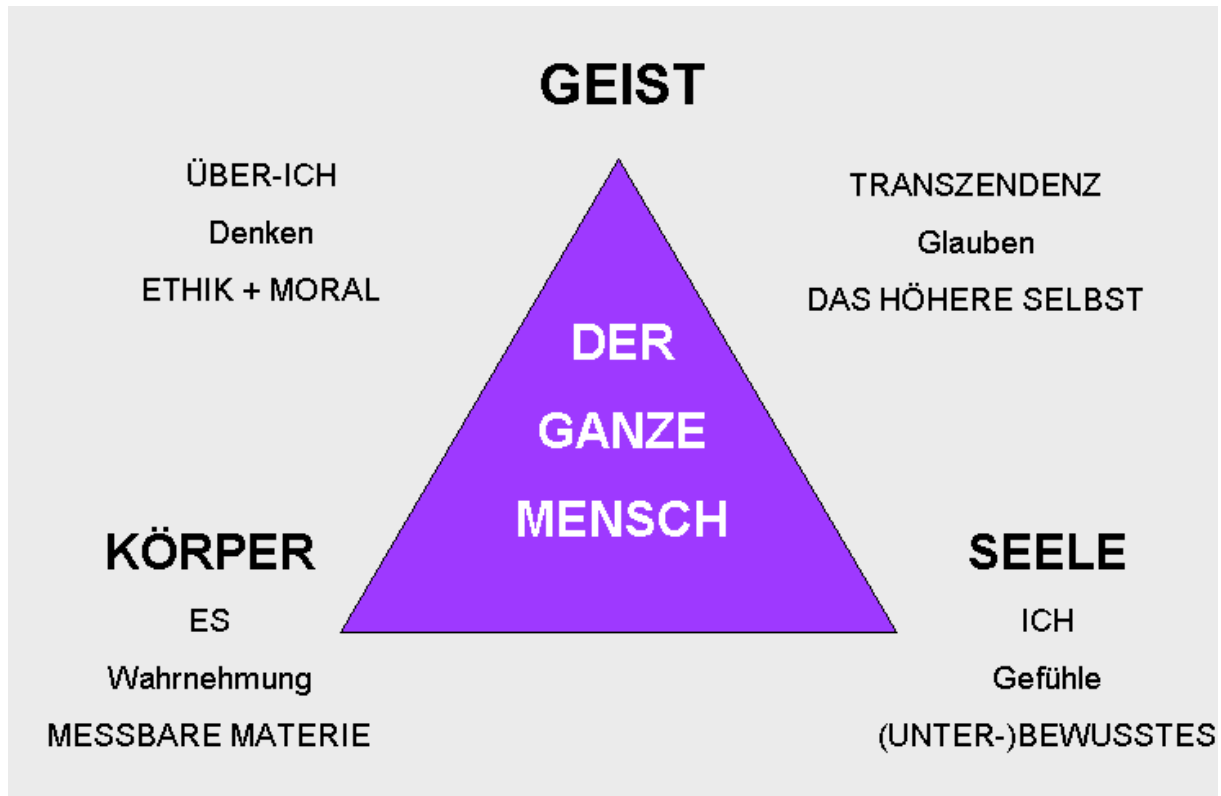 GEIST
ÜBER-ICH
Denken
ETHIK + MORAL
TRANSZENDENZ
Glauben
DAS HÖHERE SELBST
DER
GANZE
MENSCH
KÖRPER
ES
Wahrnehmung
MESSBARE MATERIE
SEELE
ICH
Gefühle
(UNTER-)BEWUSSTES